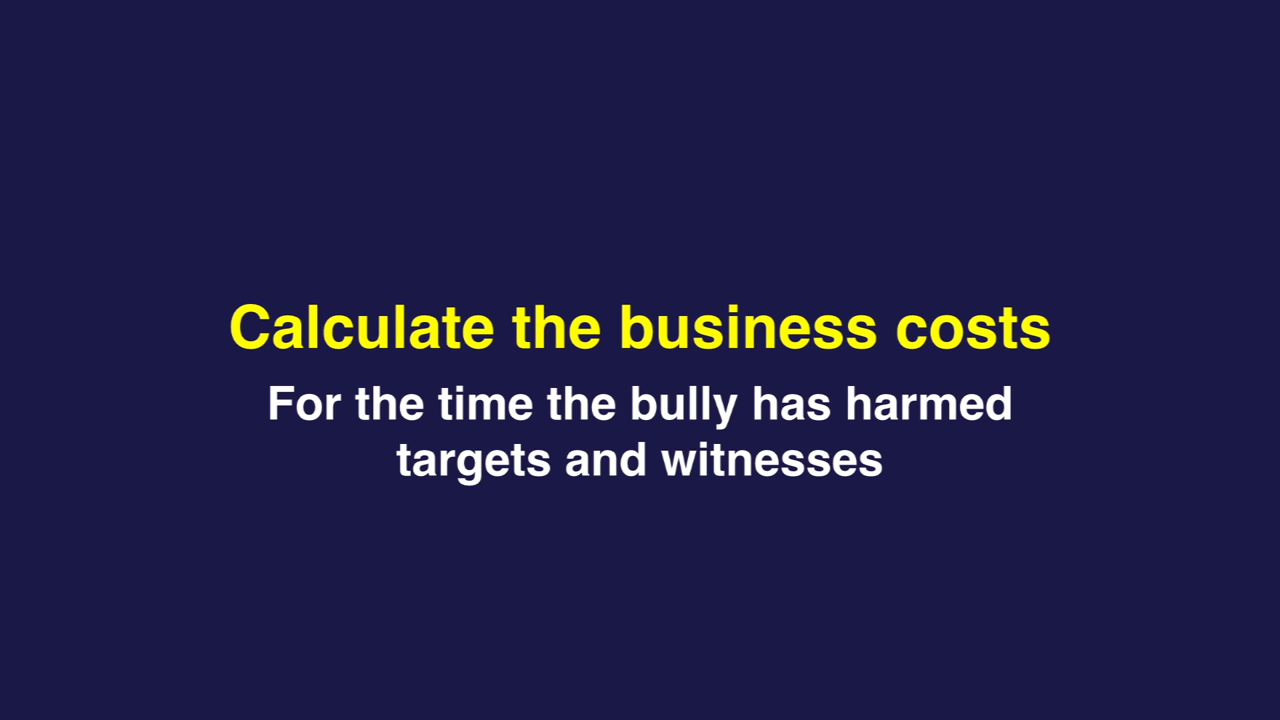 Calculate the business costs
For the time the bully has harmed
targets and witnesses